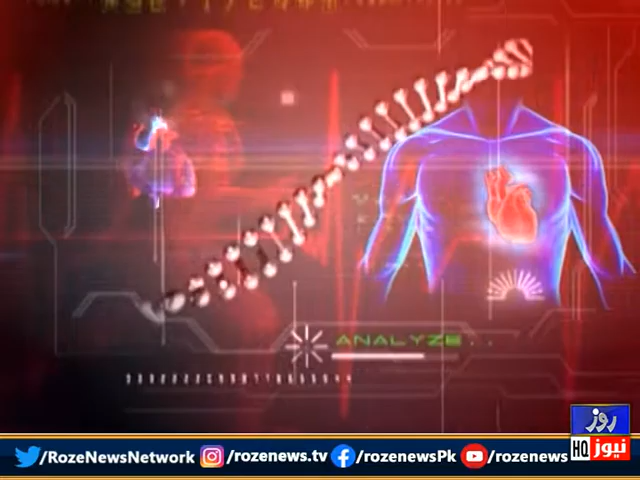 ANALYZE..
روز
HQ نیوز
/RozeNewsNetwork /rozenews.tv /rozenewsPk /rozenews